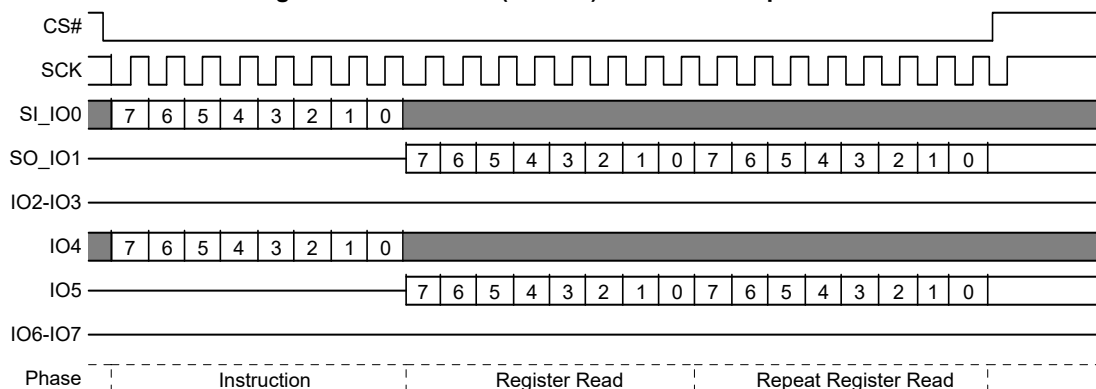 CS#
SCK
SI_IO0 7 6 5 4 3 2 1 0
SO_IO1 7 6 5 4 3 2 1 0 7 6 5 4 3 2 1 0
IO2-IO3
IO4 7 6 5 4 3 2 1 0
IO5 7 6 5 4 3 2 1 0 7 6 5 4 3 2 1 0
IO6-IO7
Phase Instruction Register Read Repeat Register Read